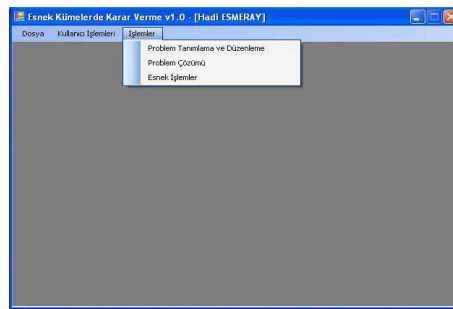 Esnek Kümelerde Karar Verme v1.0 - [Hadi ESMERAY]
Dosya Kullanıcı İşlemleri İşlemler
Problem Tanımlama ve Düzenleme
Problem Çözümü
Esnek İşlemler